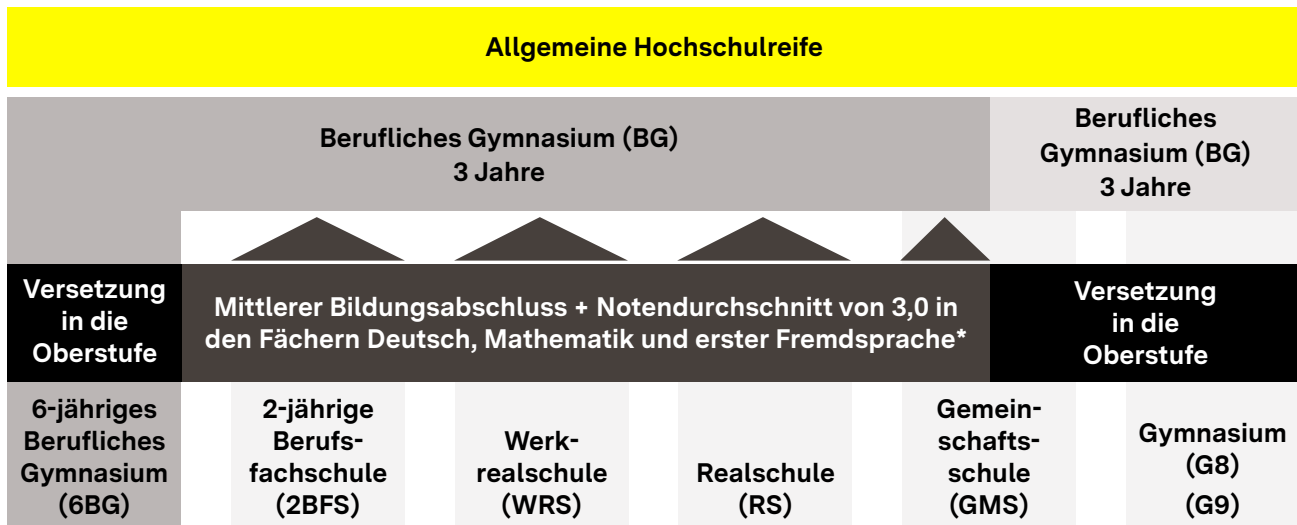 Allgemeine Hochschulreife
Berufliches Gymnasium (BG)
3 Jahre
Berufliches
Gymnasium (BG)
3 Jahre
Versetzung
in die
Oberstufe
Mittlerer Bildungsabschluss + Notendurchschnitt von 3,0 in
den Fächern Deutsch, Mathematik und erster Fremdsprache*
Versetzung
in die
Oberstufe
6-jähriges
Berufliches
Gymnasium
(6BG)
2-jährige
Berufs-
fachschule
(2BFS)
Werk-
realschule
(WRS)
Realschule
(RS)
Gemein-
schafts-
schule
(GMS)
Gymnasium
(G8)
(G9)